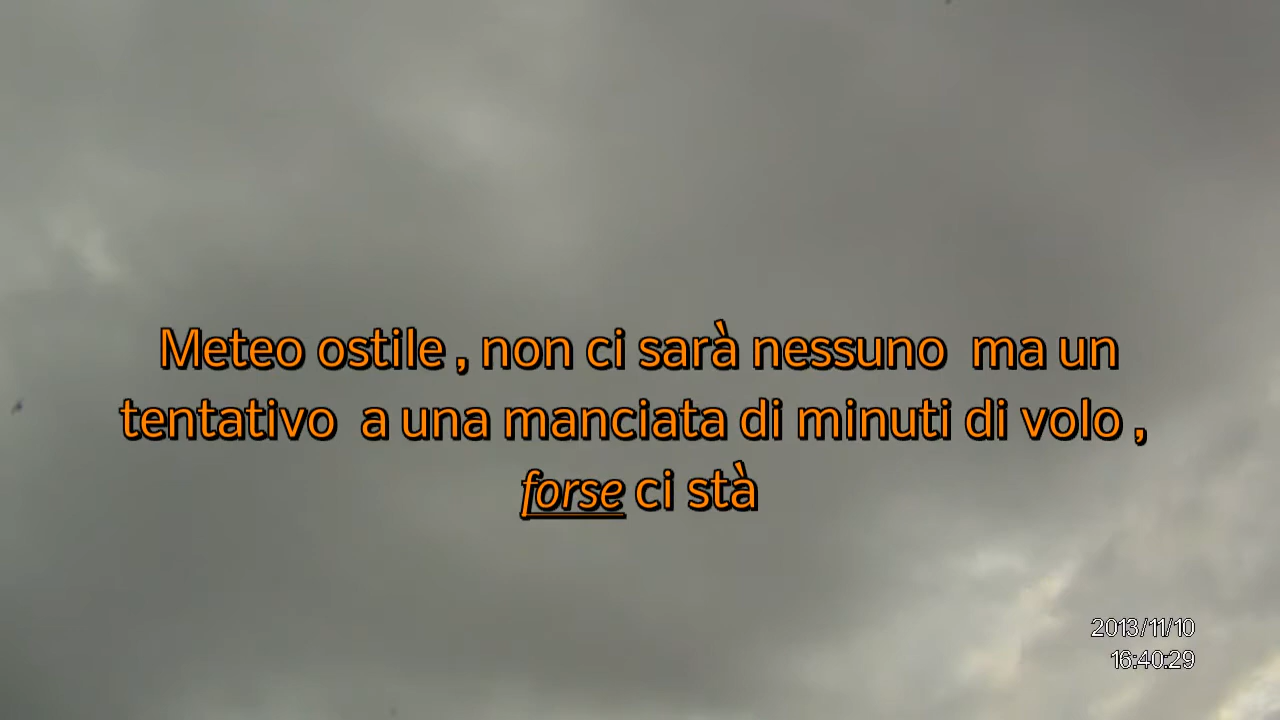 Meteo ostile , non ci sarà nessuno  ma un
tentativo  a una manciata di minuti di volo ,
forse ci stà
2013/11/10
16:40:29